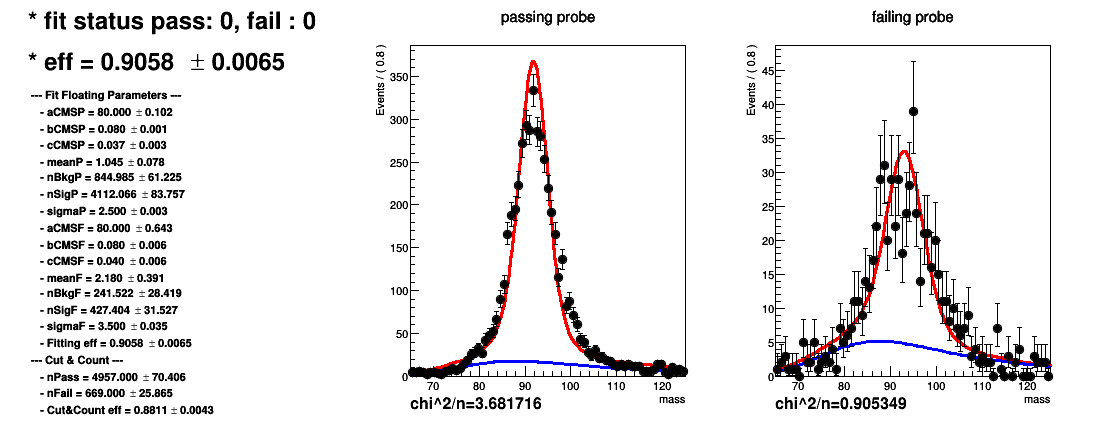 * fit status pass: 0, fail : 0
* eff = 0.9058 ± 0.0065
--- Fit Floating Parameters ---
- aCMSP = 80.000 ± 0.102
- bCMSP = 0.080 ± 0.001
- cCMSP = 0.037 ± 0.003
- meanP = 1.045 ± 0.078
- nBkgP = 844.985 ± 61.225
- nSigP = 4112.066 ± 83.757
- sigmaP = 2.500 ± 0.003
- aCMSF = 80.000 ± 0.643
- bCMSF = 0.080 ± 0.006
- cCMSF = 0.040 ± 0.006
- meanF = 2.180 ± 0.391
- nBkgF = 241.522 ± 28.419
- nSigF = 427.404 ± 31.527
- sigmaF = 3.500 ± 0.035
- Fitting eff = 0.9058 ± 0.0065
--- Cut & Count ---
- nPass = 4957.000 ± 70.406
- nFail = 669.000 ± 25.865
- Cut&Count eff = 0.8811 ± 0.0043
passing probe
Events / ( 0.8 )
350
300
250
200
150
100
50
0
70 80 90 100 110 120
mass
chi^2/n=3.681716
failing probe
Events / ( 0.8 )
45
40
35
30
25
20
15
10
5
0
70 80 90 100 110 120
mass
chi^2/n=0.905349